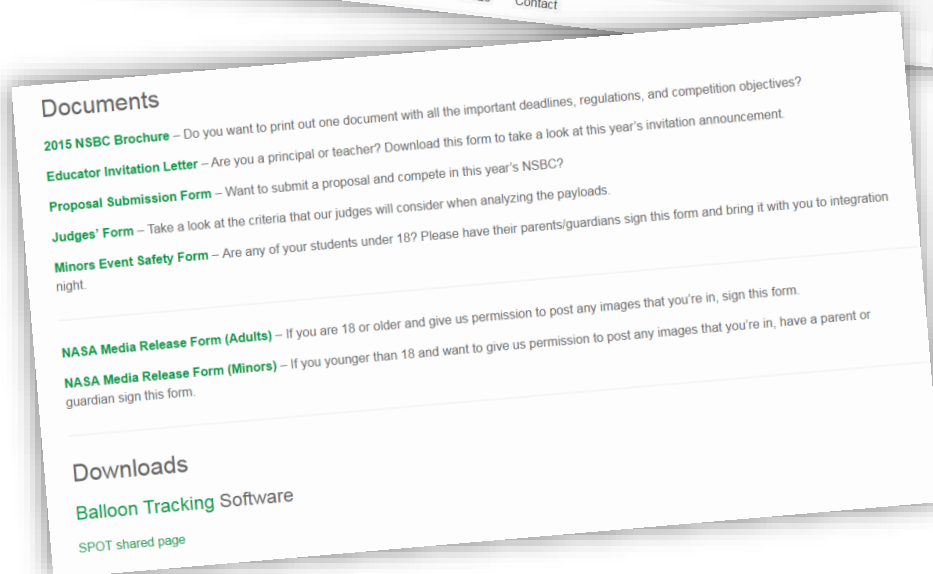 Contact
Documents
2015 NSBC Brochure – Do you want to print out one document with all the important deadlines, regulations, and competition objectives?
Educator Invitation Letter – Are you a principal or teacher? Download this form to take a look at this year's invitation announcement.
Proposal Submission Form – Want to submit a proposal and compete in this year's NSBC?
Judges' Form – Take a look at the criteria that our judges will consider when analyzing the payloads.
Minors Event Safety Form – Are any of your students under 18? Please have their parents/guardians sign this form and bring it with you to integration
night.
NASA Media Release Form (Adults) – If you are 18 or older and give us permission to post any images that you're in, sign this form.
NASA Media Release Form (Minors) – If you younger than 18 and want to give us permission to post any images that you're in, have a parent or
guardian sign this form.
Downloads
Balloon Tracking Software
SPOT shared page